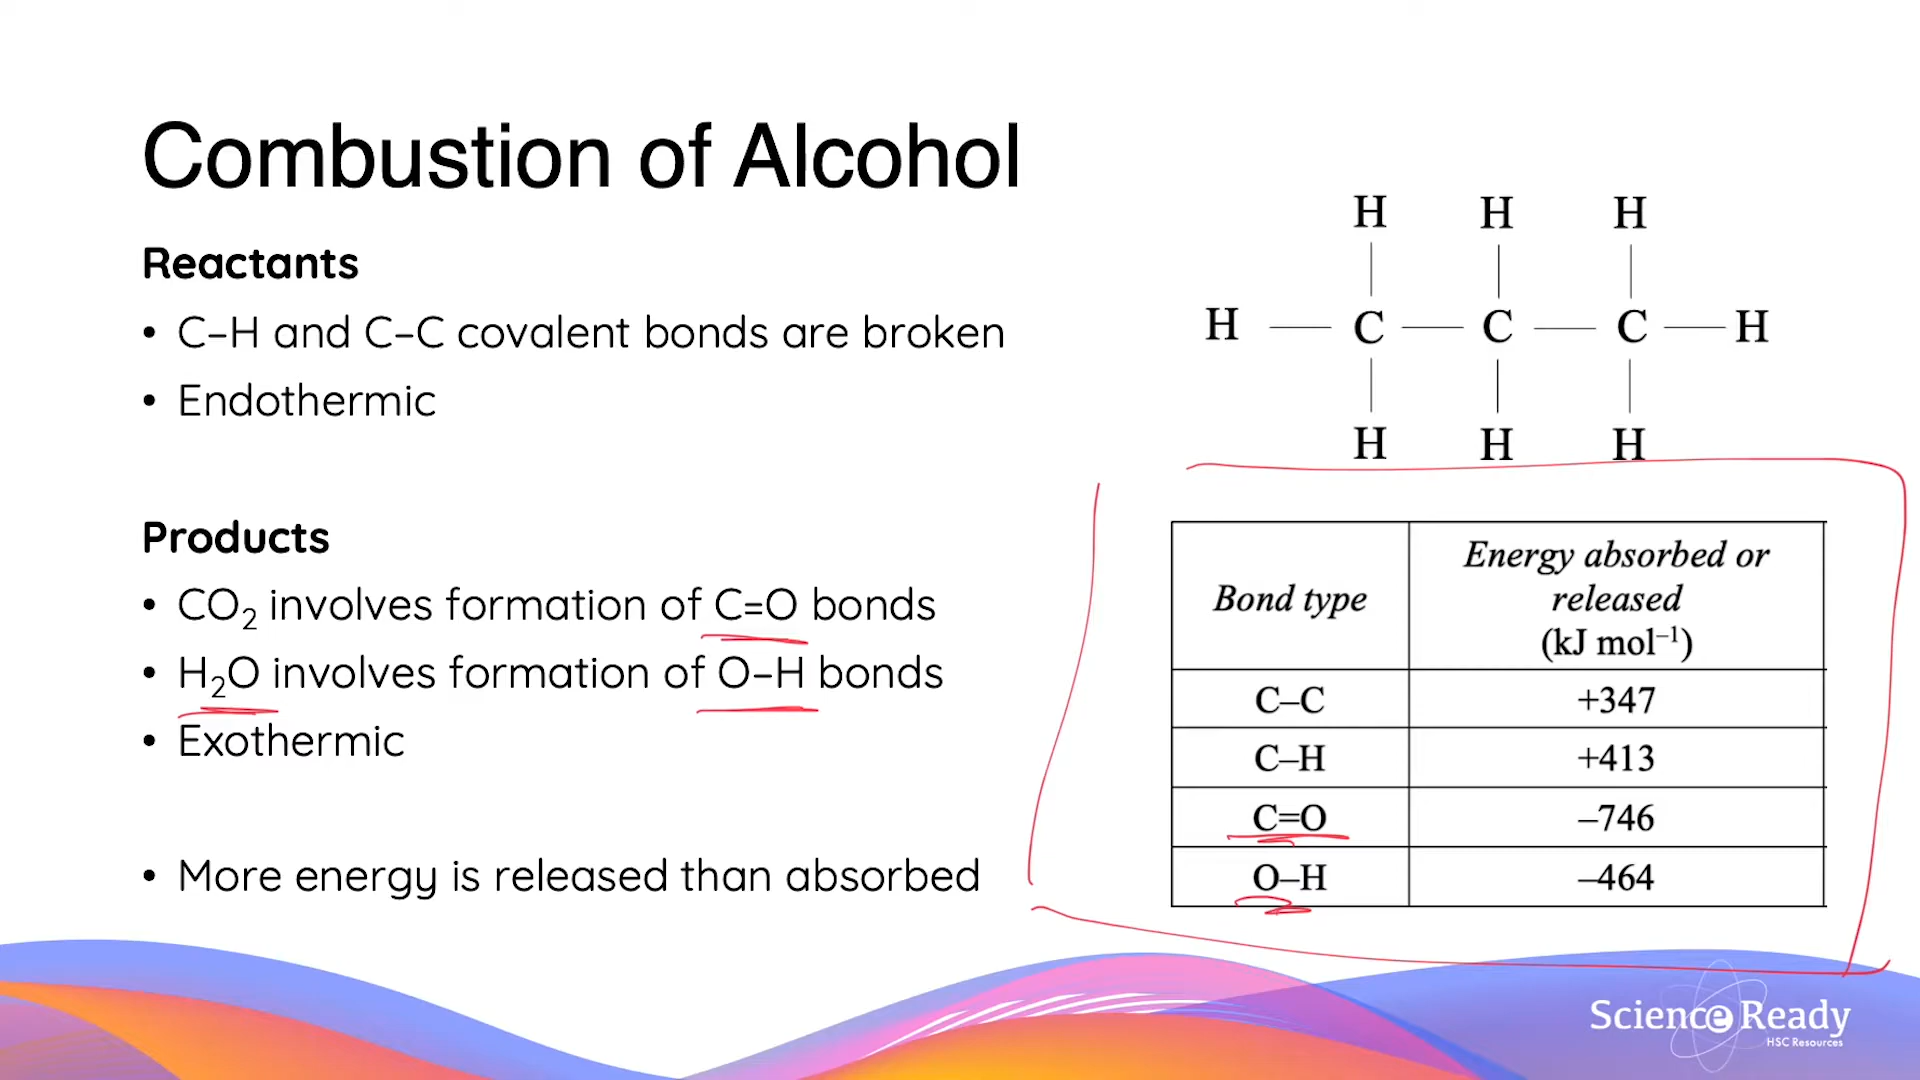 Combustion of Alcohol
Reactants
• C–H and C–C covalent bonds are broken
• Endothermic
Products
• CO₂ involves formation of C=O bonds
• H₂O involves formation of O–H bonds
• Exothermic
• More energy is released than absorbed
H H H
H — C — C — C — H
H H H
Bond type
Energy absorbed or
released
(kJ mol⁻¹)
C–C +347
C–H +413
C=O –746
O–H –464
Science Ready
HSC Resources